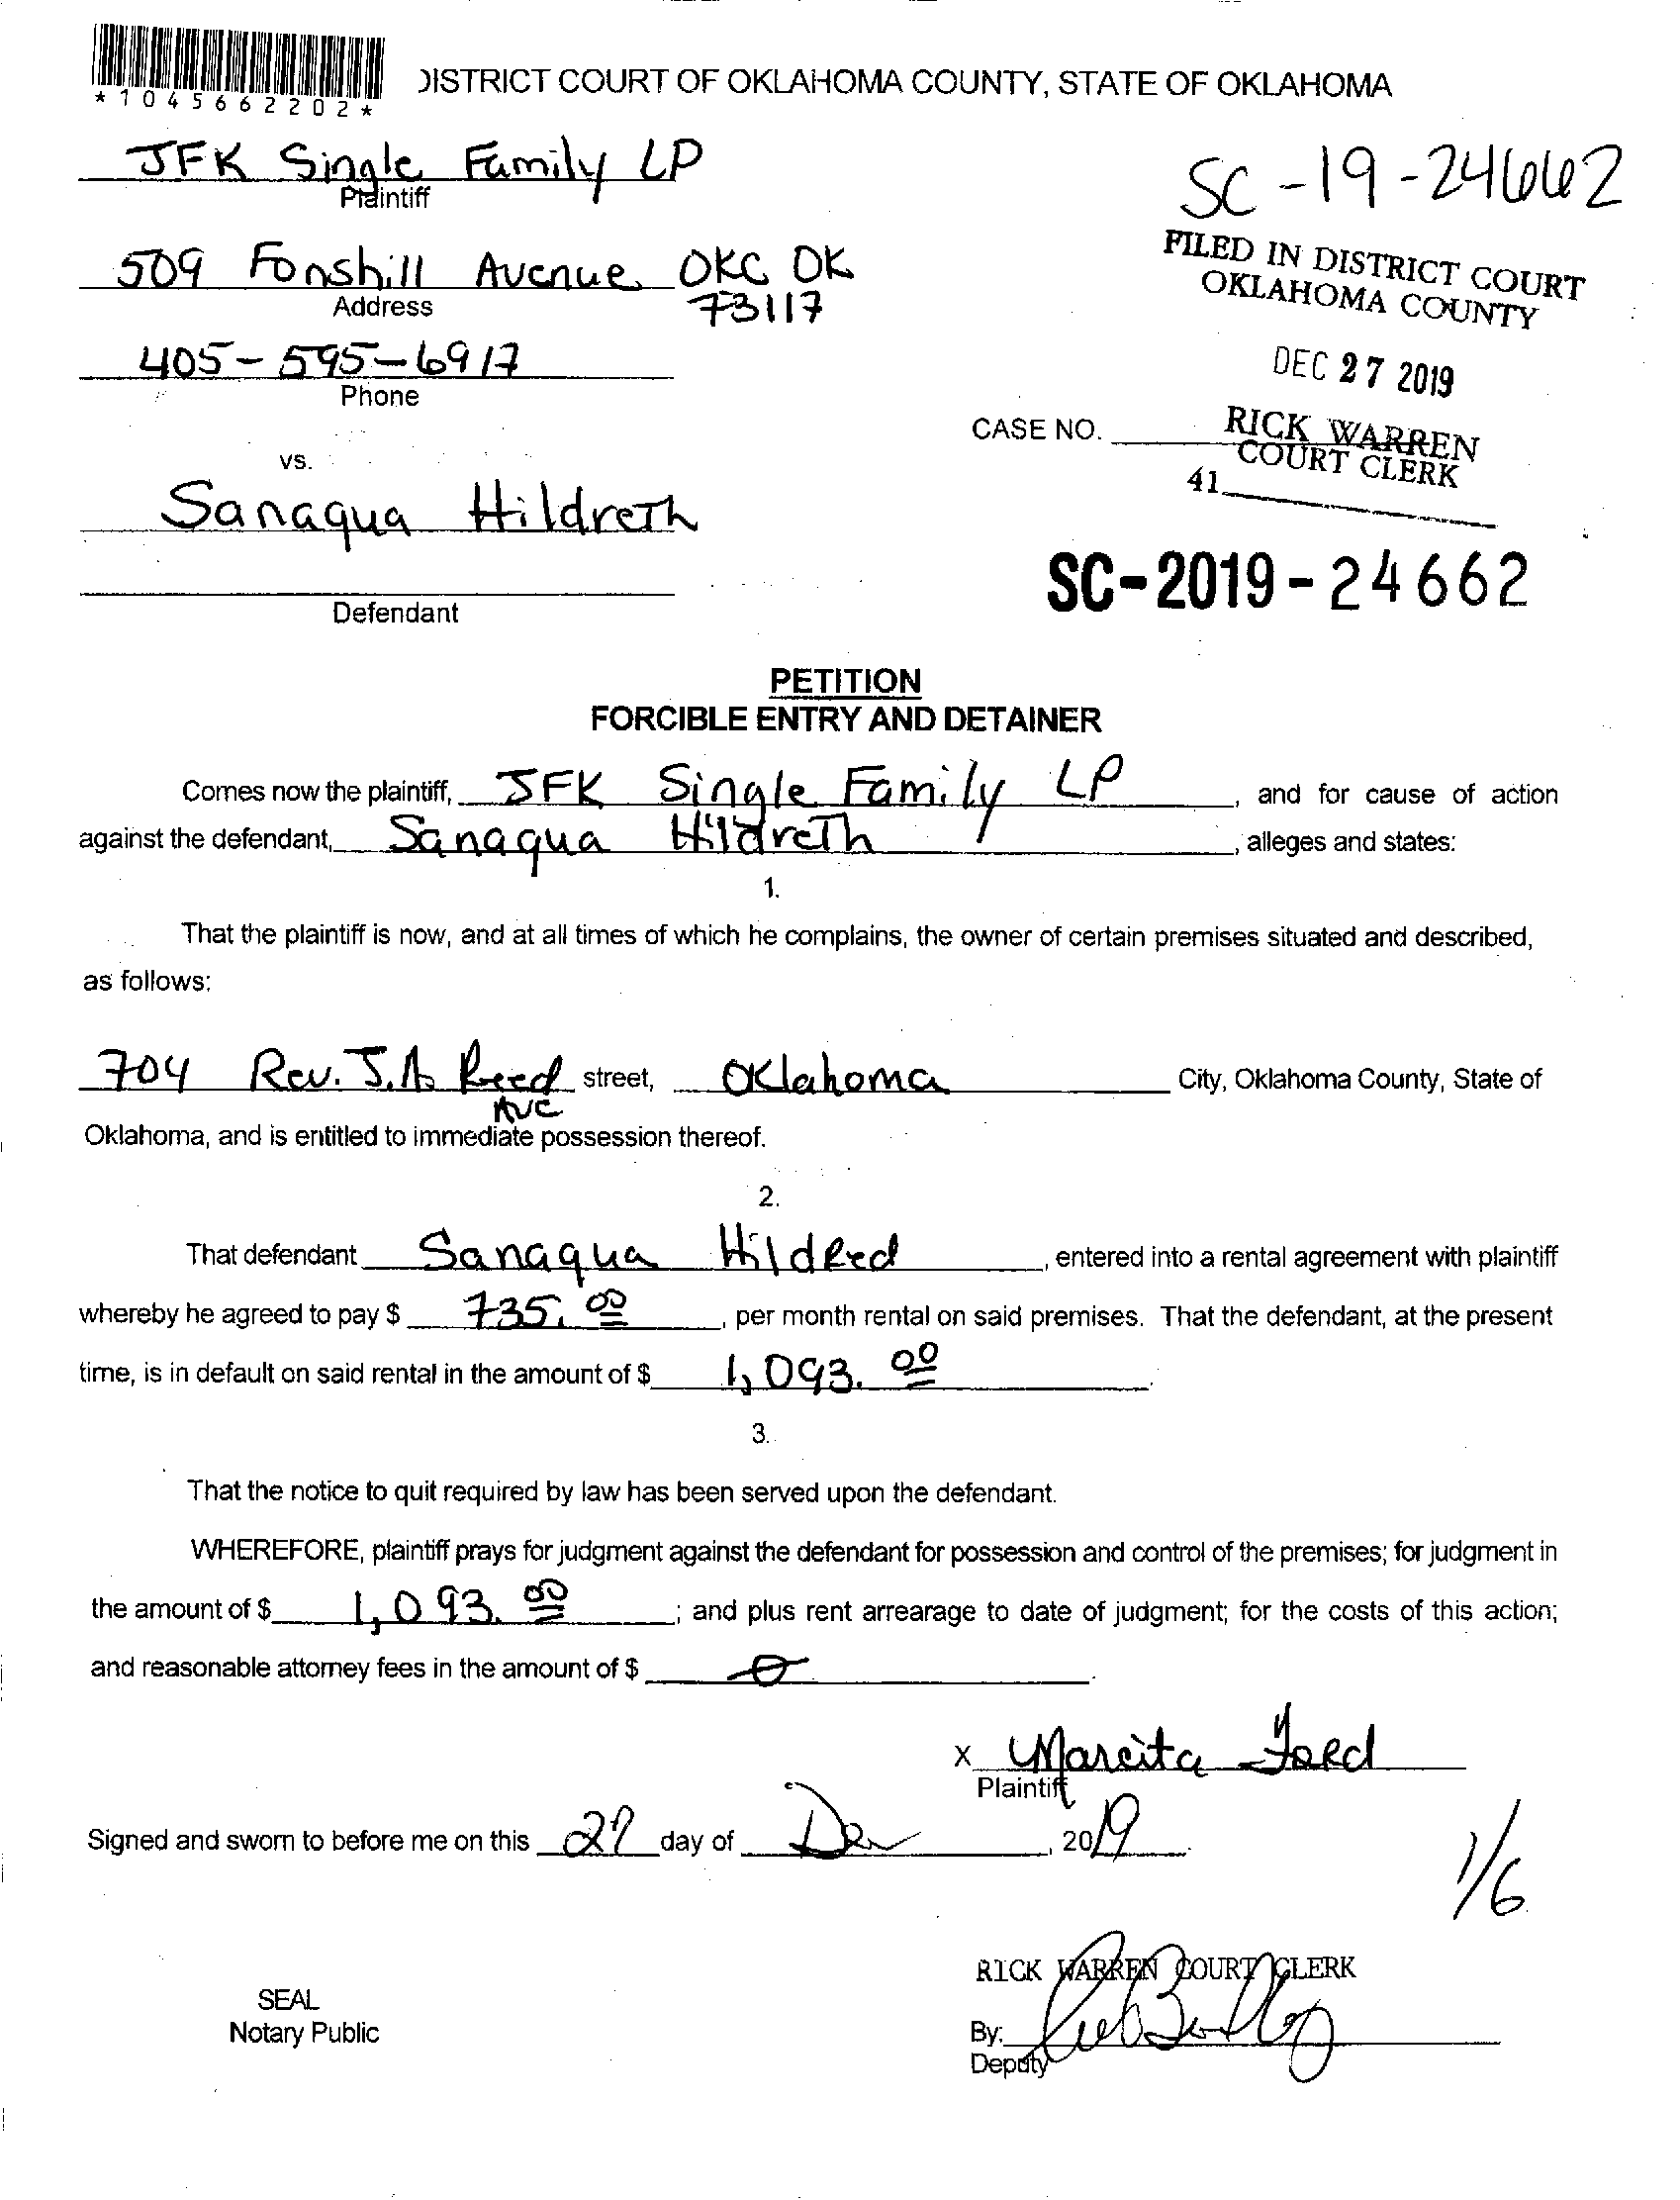 *1045662202*
DISTRICT COURT OF OKLAHOMA COUNTY, STATE OF OKLAHOMA
JFK Single Family LP
Plaintiff
SC-19-24662
509 Fonshill Avenue OKC OK
73117
Address
FILED IN DISTRICT COURT
OKLAHOMA COUNTY
405-595-6917
Phone
DEC 27 2019
CASE NO.
RICK WARREN
COURT CLERK
41
vs.
Sanaqua Hildreth
Defendant
SC-2019-24662
PETITION
FORCIBLE ENTRY AND DETAINER
Comes now the plaintiff, JFK Single Family LP, and for cause of action
against the defendant, Sanaqua Hildreth, alleges and states:
1.
That the plaintiff is now, and at all times of which he complains, the owner of certain premises situated and described,
as follows:
704 Rev. J.A Reed street, Oklahoma City, Oklahoma County, State of
Ave
Oklahoma, and is entitled to immediate possession thereof.
2.
That defendant Sanaqua Hildred, entered into a rental agreement with plaintiff
whereby he agreed to pay $ 735.00, per month rental on said premises. That the defendant, at the present
time, is in default on said rental in the amount of $ 1,093.00.
3.
That the notice to quit required by law has been served upon the defendant.
WHEREFORE, plaintiff prays for judgment against the defendant for possession and control of the premises; for judgment in
the amount of $ 1,093.00; and plus rent arrearage to date of judgment; for the costs of this action;
and reasonable attorney fees in the amount of $ 0.
X Marcita Ford
Plaintiff
Signed and sworn to before me on this 27 day of Dec, 2019.
1/6
RICK WARREN COURT CLERK
SEAL
Notary Public
By:
Deputy